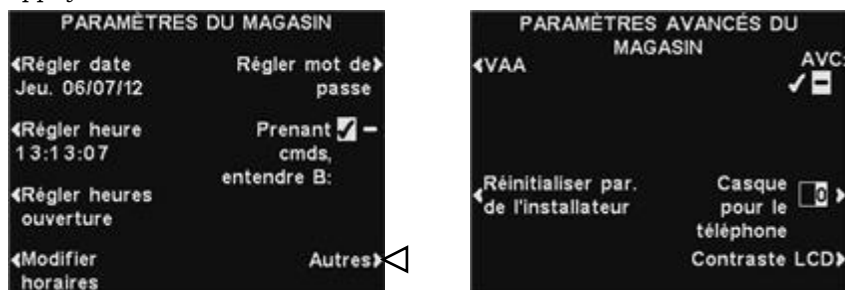 PARAMÈTRES DU MAGASIN
Régler date
Jeu. 06/07/12
Régler mot de
passe
Régler heure
13:13:07
Prenant
cmds,
entendre B:
Régler heures
ouverture
Modifier
horaires
Autres
PARAMÈTRES AVANCÉS DU
MAGASIN
VAA
AVC:
Réinitialiser par.
de l'installateur
Casque
pour le
téléphone
0
Contraste LCD